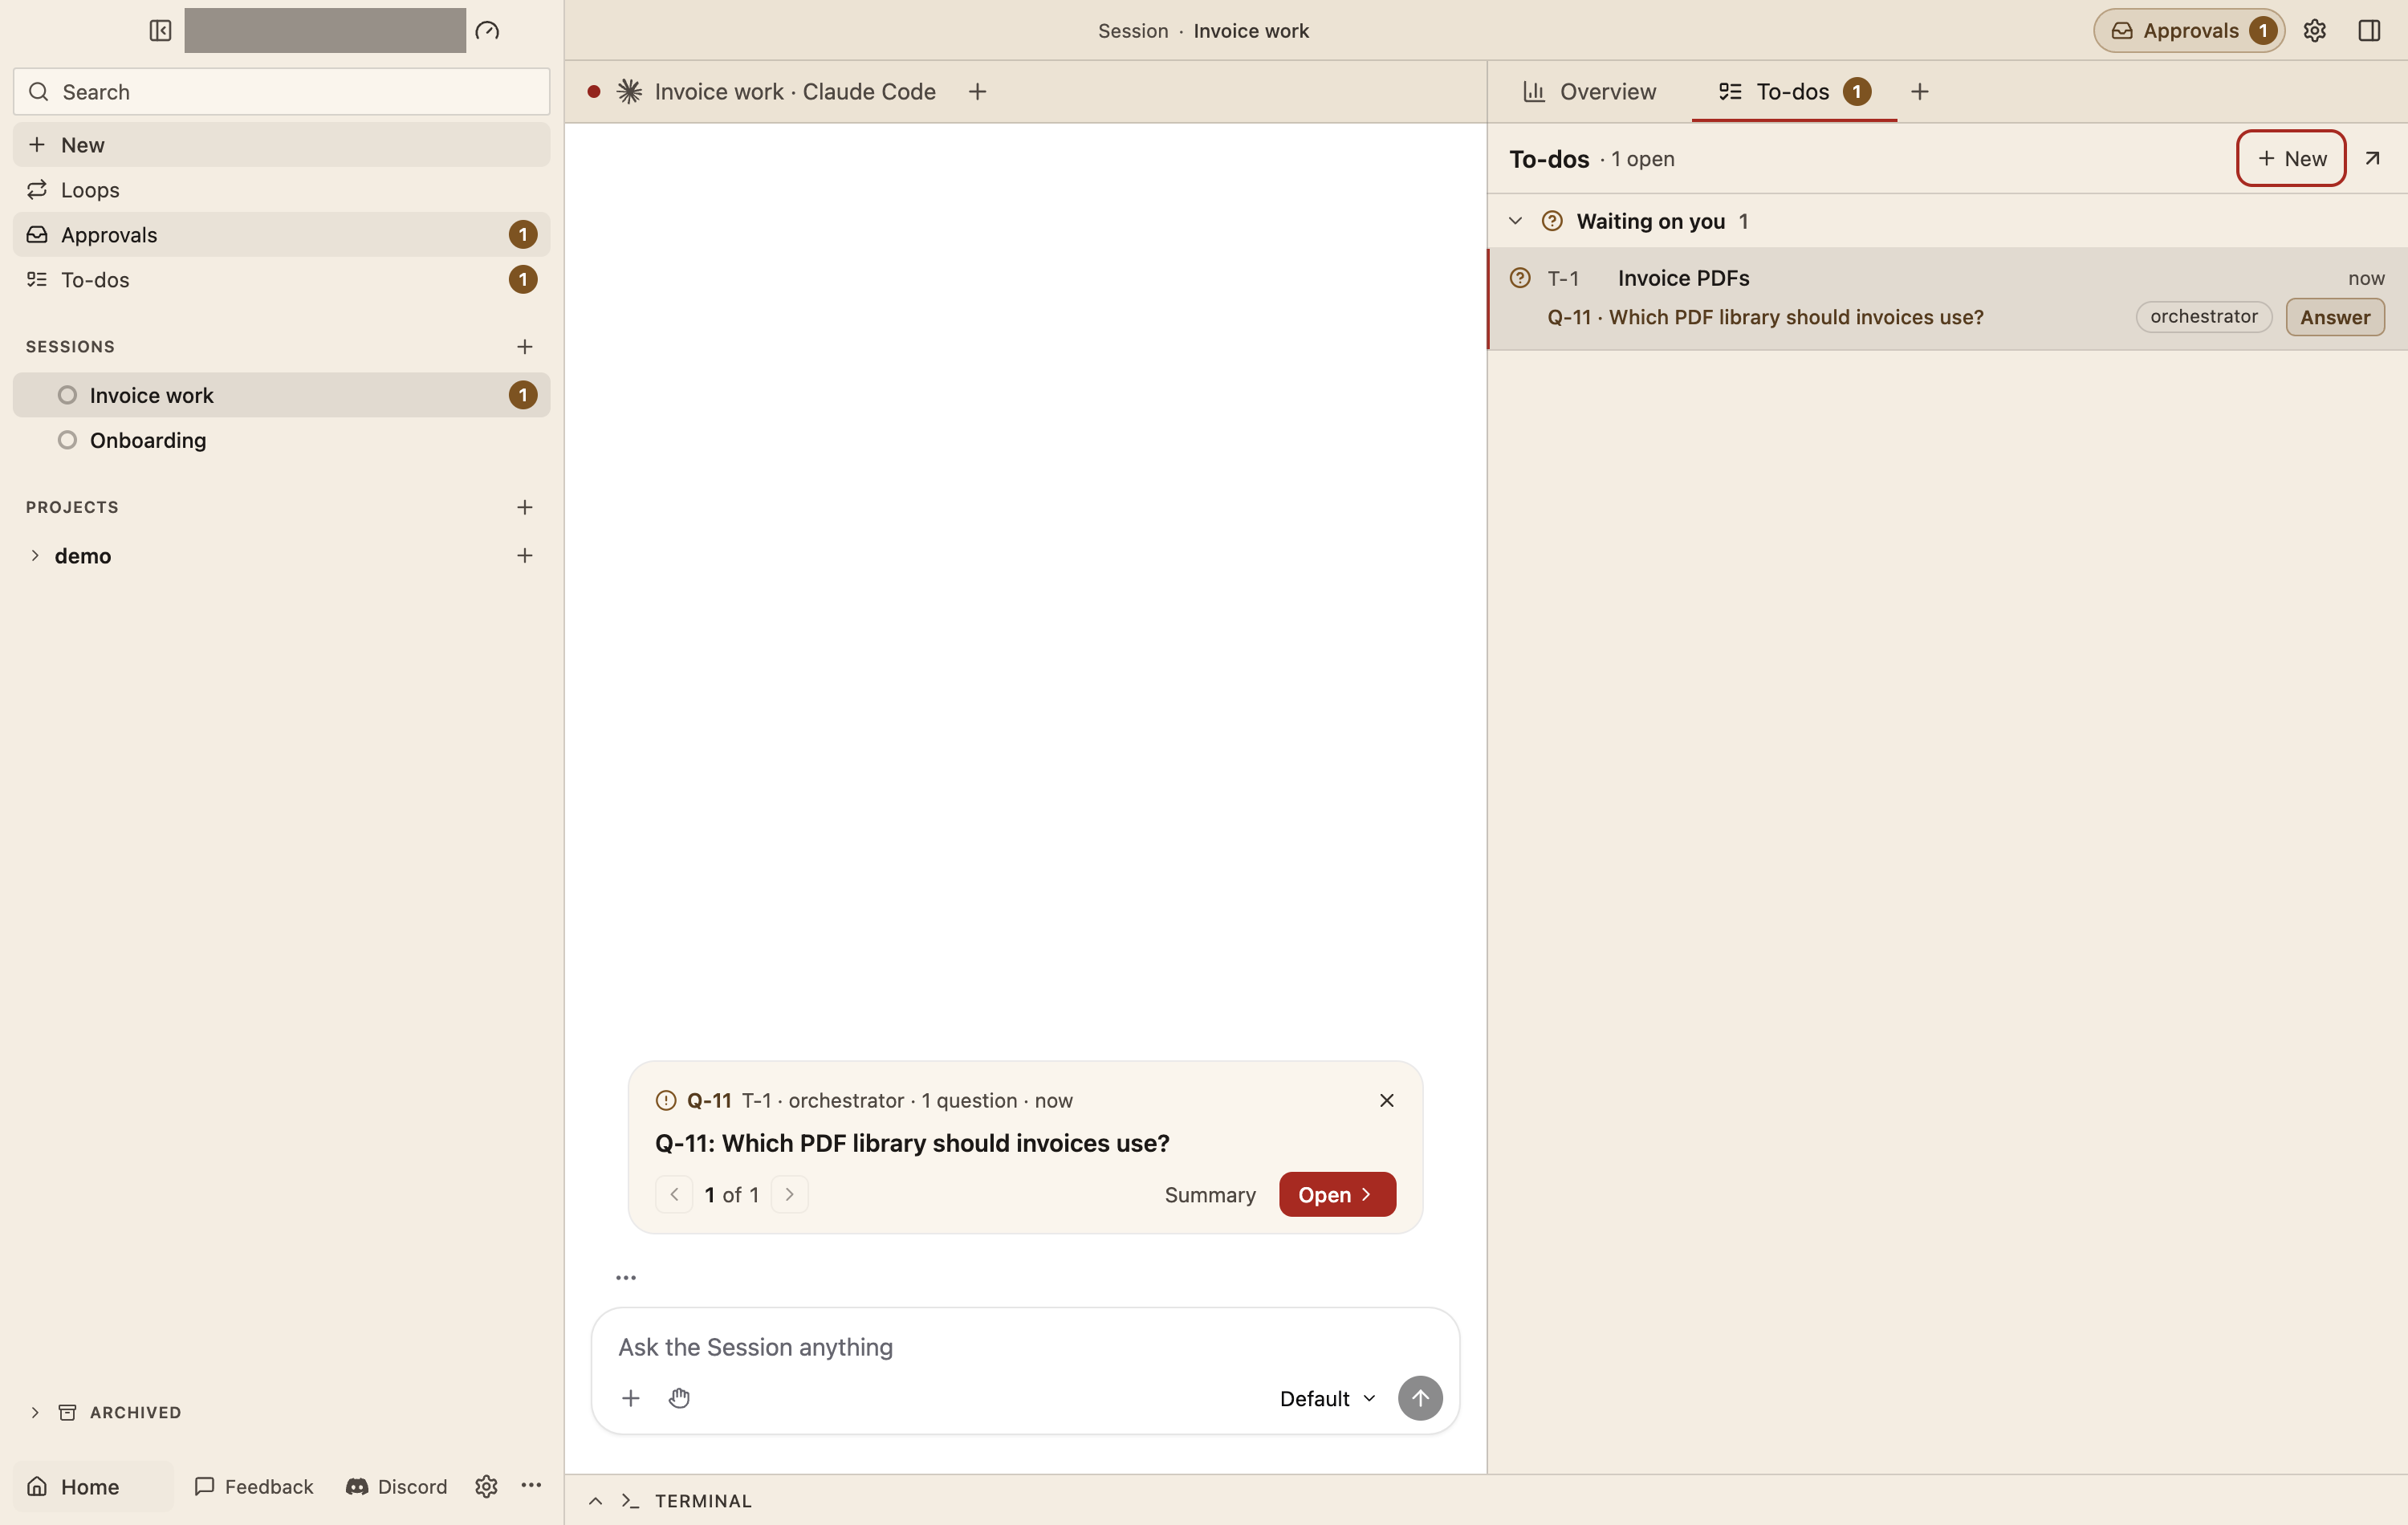 Session · Invoice work
Approvals 1
Search
New
Loops
Approvals 1
To-dos 1
SESSIONS
Invoice work 1
Onboarding
PROJECTS
demo
ARCHIVED
Home
Feedback
Discord
Invoice work · Claude Code
Q-11 T-1 · orchestrator · 1 question · now
Q-11: Which PDF library should invoices use?
1 of 1
Summary
Open
Ask the Session anything
Default
TERMINAL
Overview
To-dos 1
To-dos · 1 open
New
Waiting on you 1
T-1 Invoice PDFs now
Q-11 · Which PDF library should invoices use? orchestrator Answer